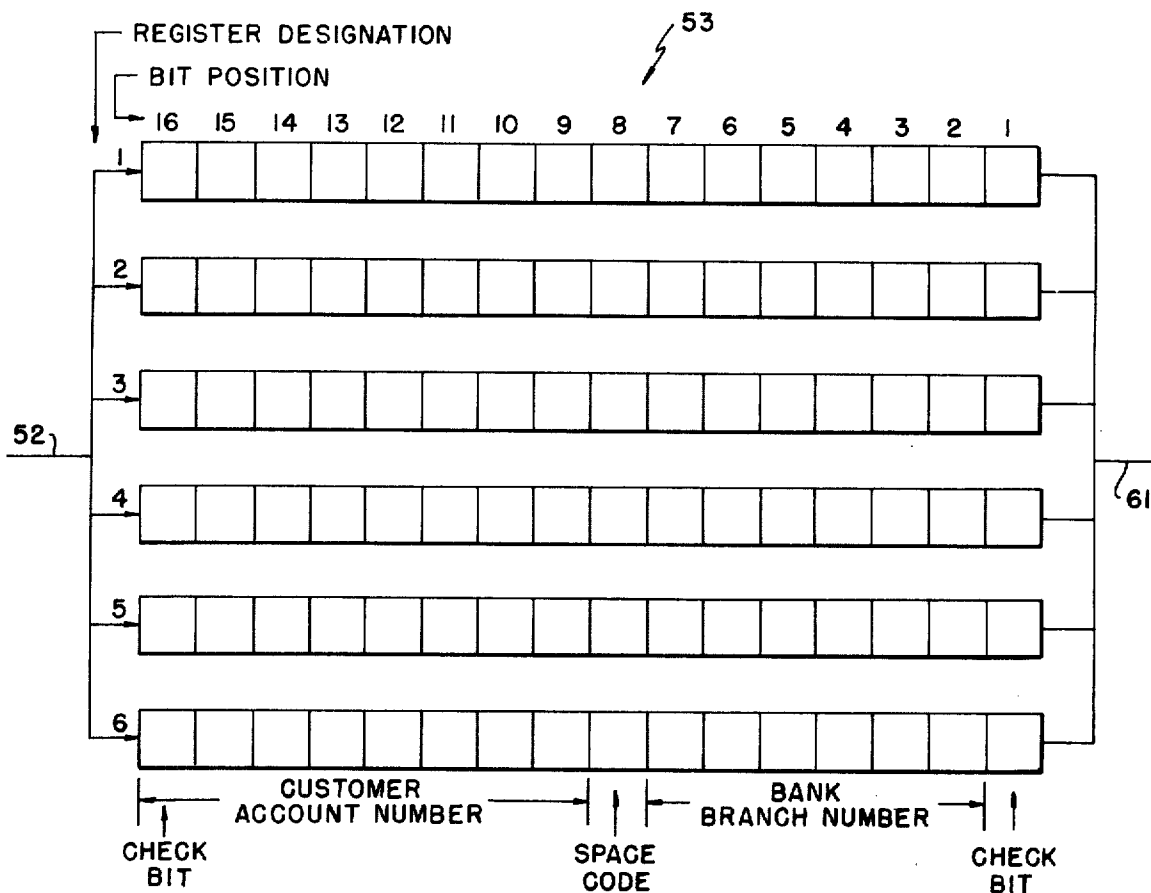 53
REGISTER DESIGNATION
BIT POSITION
16 15 14 13 12 11 10 9 8 7 6 5 4 3 2 1
1
2
3
52
61
4
5
6
CUSTOMER
ACCOUNT NUMBER
BANK
BRANCH NUMBER
CHECK
BIT
SPACE
CODE
CHECK
BIT